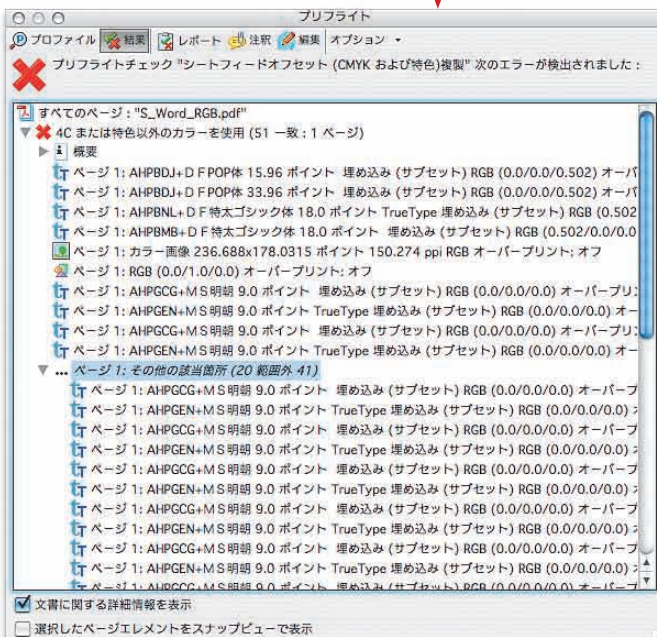 プリフライト
プロファイル 結果 レポート 注釈 編集 オプション
プリフライトチェック "シートフィードオフセット (CMYK および特色)複製" 次のエラーが検出されました：
すべてのページ："S_Word_RGB.pdf"
4C または特色以外のカラーを使用 (51 一致：1 ページ)
概要
ページ 1: AHPBDJ+ＤＦPOP体 15.96 ポイント 埋め込み (サブセット) RGB (0.0/0.0/0.502) オーバ
ページ 1: AHPBDJ+ＤＦPOP体 33.96 ポイント 埋め込み (サブセット) RGB (0.0/0.0/0.502) オーバ
ページ 1: AHPBNL+ＤＦ特太ゴシック体 18.0 ポイント TrueType 埋め込み (サブセット) RGB (0.502
ページ 1: AHPBMB+ＤＦ特太ゴシック体 18.0 ポイント 埋め込み (サブセット) RGB (0.502/0.0/0.0
ページ 1: カラー画像 236.688x178.0315 ポイント 150.274 ppi RGB オーバープリント: オフ
ページ 1: RGB (0.0/1.0/0.0) オーバープリント: オフ
ページ 1: AHPGCG+ＭＳ明朝 9.0 ポイント 埋め込み (サブセット) RGB (0.0/0.0/0.0) オーバープリ
ページ 1: AHPGEN+ＭＳ明朝 9.0 ポイント TrueType 埋め込み (サブセット) RGB (0.0/0.0/0.0) オー
ページ 1: AHPGCG+ＭＳ明朝 9.0 ポイント 埋め込み (サブセット) RGB (0.0/0.0/0.0) オーバープリ
ページ 1: AHPGEN+ＭＳ明朝 9.0 ポイント TrueType 埋め込み (サブセット) RGB (0.0/0.0/0.0) オー
... ページ 1: その他の該当箇所 (20 範囲外 41)
ページ 1: AHPGCG+ＭＳ明朝 9.0 ポイント 埋め込み (サブセット) RGB (0.0/0.0/0.0) オーバープ
ページ 1: AHPGEN+ＭＳ明朝 9.0 ポイント TrueType 埋め込み (サブセット) RGB (0.0/0.0/0.0)
ページ 1: AHPGCG+ＭＳ明朝 9.0 ポイント 埋め込み (サブセット) RGB (0.0/0.0/0.0) オーバープ
ページ 1: AHPGEN+ＭＳ明朝 9.0 ポイント TrueType 埋め込み (サブセット) RGB (0.0/0.0/0.0)
ページ 1: AHPGCG+ＭＳ明朝 9.0 ポイント 埋め込み (サブセット) RGB (0.0/0.0/0.0) オーバープ
ページ 1: AHPGEN+ＭＳ明朝 9.0 ポイント TrueType 埋め込み (サブセット) RGB (0.0/0.0/0.0)
ページ 1: AHPGCG+ＭＳ明朝 9.0 ポイント 埋め込み (サブセット) RGB (0.0/0.0/0.0) オーバープ
ページ 1: AHPGEN+ＭＳ明朝 9.0 ポイント TrueType 埋め込み (サブセット) RGB (0.0/0.0/0.0)
ページ 1: AHPGCG+ＭＳ明朝 9.0 ポイント 埋め込み (サブセット) RGB (0.0/0.0/0.0) オーバープ
ページ 1: AHPGEN+ＭＳ明朝 9.0 ポイント TrueType 埋め込み (サブセット) RGB (0.0/0.0/0.0)
ページ 1: AHPGCG+ＭＳ明朝 9.0 ポイント 埋め込み (サブセット) RGB (0.0/0.0/0.0) オーバープ
文書に関する詳細情報を表示
選択したページエレメントをスナップビューで表示